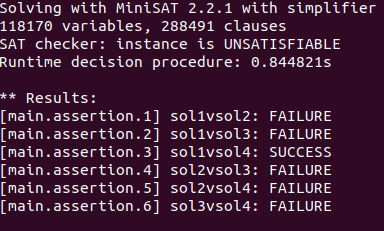 Solving with MiniSAT 2.2.1 with simplifier
118170 variables, 288491 clauses
SAT checker: instance is UNSATISFIABLE
Runtime decision procedure: 0.844821s

** Results:
[main.assertion.1] sol1vsol2: FAILURE
[main.assertion.2] sol1vsol3: FAILURE
[main.assertion.3] sol1vsol4: SUCCESS
[main.assertion.4] sol2vsol3: FAILURE
[main.assertion.5] sol2vsol4: FAILURE
[main.assertion.6] sol3vsol4: FAILURE